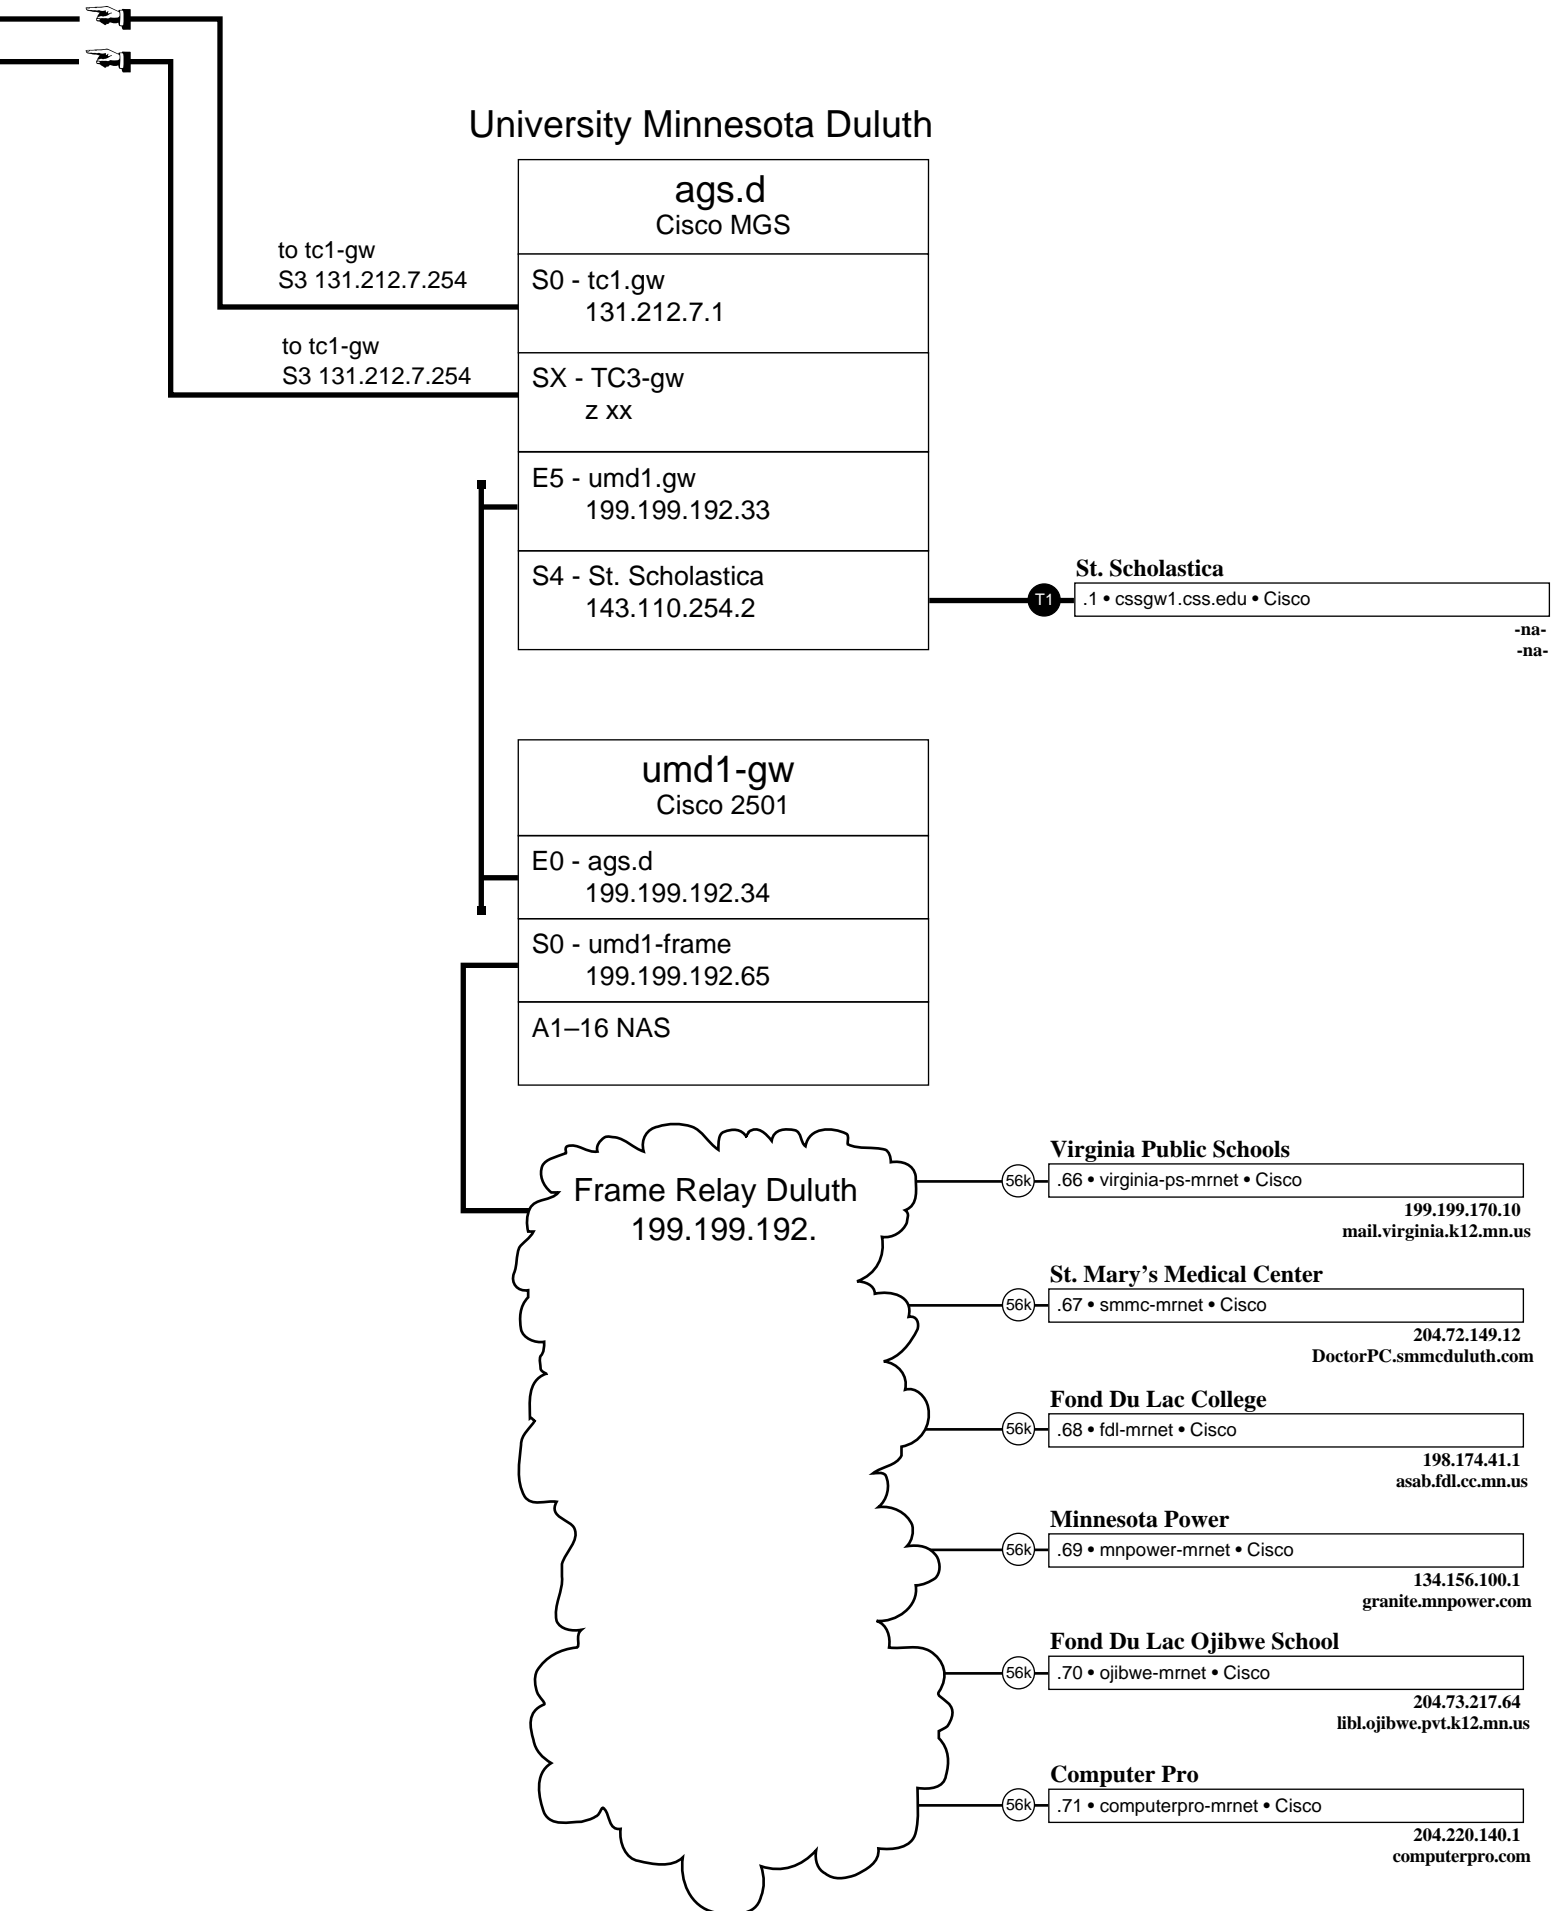 University Minnesota Duluth
ags.d
Cisco MGS
to tc1-gw
S3 131.212.7.254
S0 - tc1.gw
131.212.7.1
to tc1-gw
S3 131.212.7.254
SX - TC3-gw
z xx
E5 - umd1.gw
199.199.192.33
S4 - St. Scholastica
143.110.254.2
T1
St. Scholastica
.1 • cssgw1.css.edu • Cisco
-na-
-na-
umd1-gw
Cisco 2501
E0 - ags.d
199.199.192.34
S0 - umd1-frame
199.199.192.65
A1–16 NAS
Frame Relay Duluth
199.199.192.
Virginia Public Schools
56k
.66 • virginia-ps-mrnet • Cisco
199.199.170.10
mail.virginia.k12.mn.us
St. Mary’s Medical Center
56k
.67 • smmc-mrnet • Cisco
204.72.149.12
DoctorPC.smmcduluth.com
Fond Du Lac College
56k
.68 • fdl-mrnet • Cisco
198.174.41.1
asab.fdl.cc.mn.us
Minnesota Power
56k
.69 • mnpower-mrnet • Cisco
134.156.100.1
granite.mnpower.com
Fond Du Lac Ojibwe School
56k
.70 • ojibwe-mrnet • Cisco
204.73.217.64
libl.ojibwe.pvt.k12.mn.us
Computer Pro
56k
.71 • computerpro-mrnet • Cisco
204.220.140.1
computerpro.com